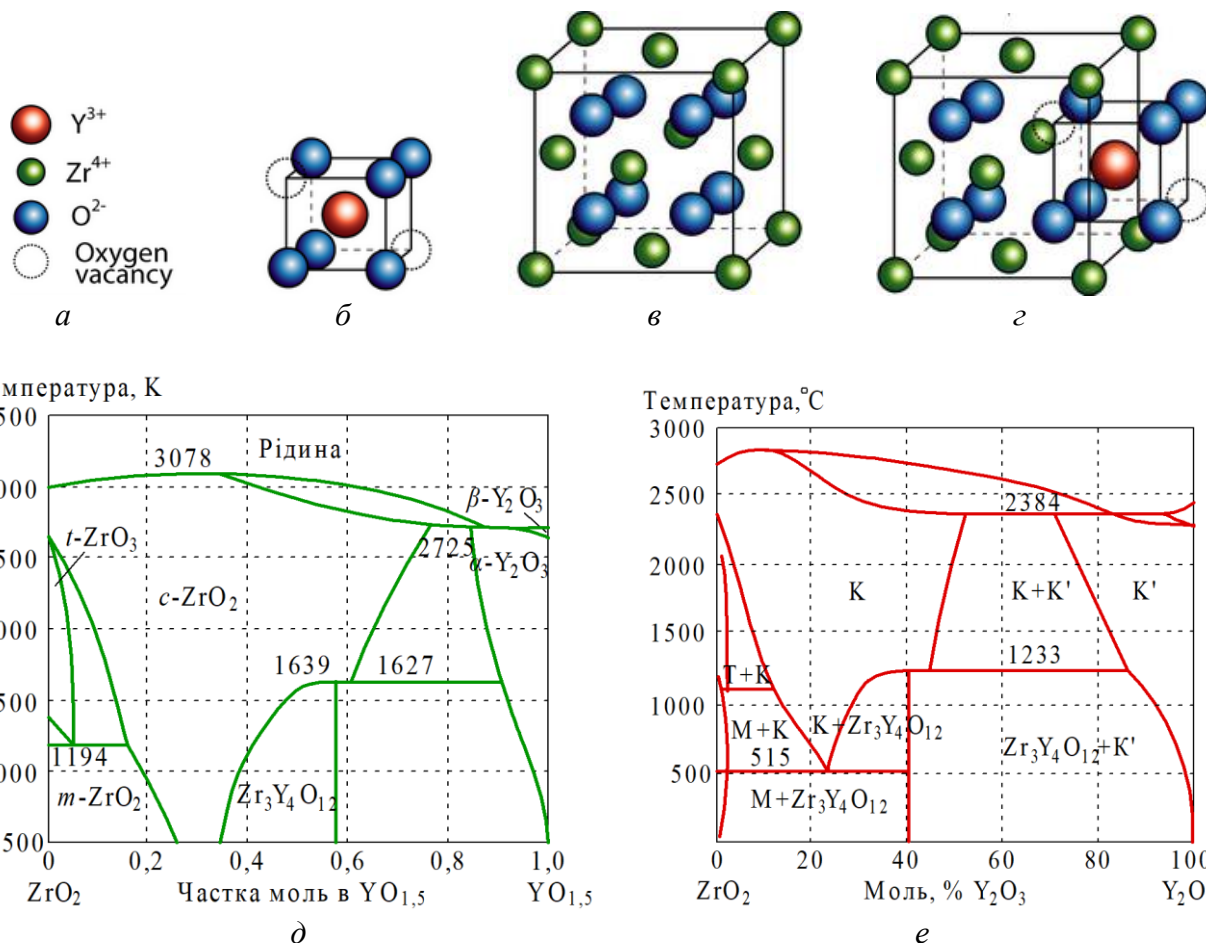 Y³⁺
Zr⁴⁺
O²⁻
Oxygen
vacancy
а
б
в
г
мпература, К
500
000
500
000
500
000
500
3078
Рідина
β-Y₂O₃
t-ZrO₃
2725
α-Y₂O₃
c-ZrO₂
1639
1627
1194
m-ZrO₂
Zr₃Y₄O₁₂
0
0,2
0,4
0,6
0,8
1,0
ZrO₂
Частка моль в YO₁,₅
YO₁,₅
д
Температура,°С
3000
2500
2000
1500
1000
500
2384
К
К+К'
К'
1233
Т+К
М+К
К+Zr₃Y₄O₁₂
515
Zr₃Y₄O₁₂+К'
М+Zr₃Y₄O₁₂
0
20
40
60
80
100
ZrO₂
Моль, % Y₂O₃
Y₂O
е